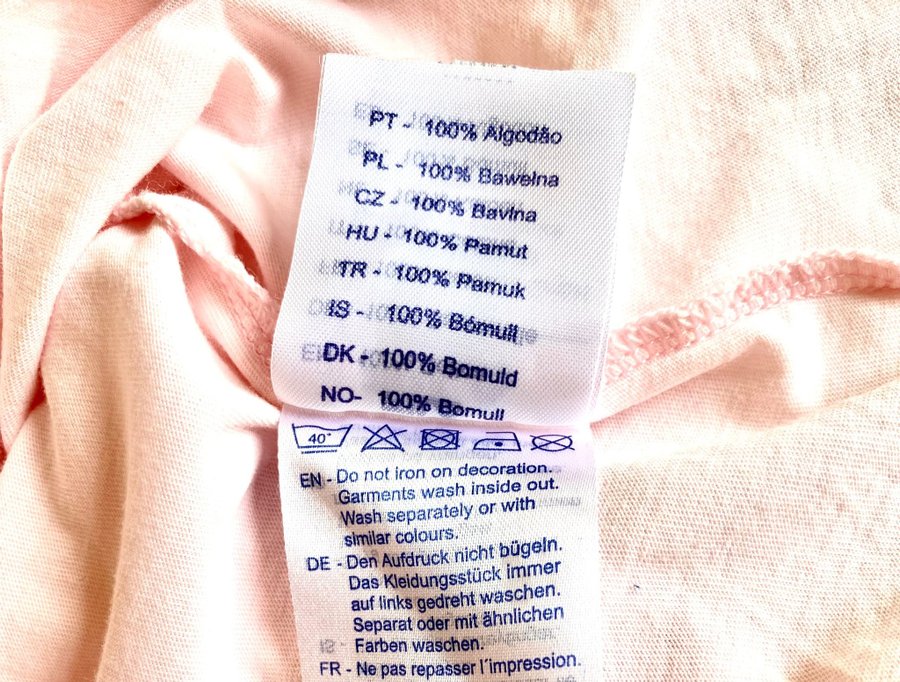 PT - 100% Algodão
PL - 100% Bawełna
CZ - 100% Bavlna
HU - 100% Pamut
TR - 100% Pamuk
IS - 100% Bómull
DK - 100% Bomuld
NO- 100% Bomull
40°
EN - Do not iron on decoration.
Garments wash inside out.
Wash separately or with
similar colours.
DE - Den Aufdruck nicht bügeln.
Das Kleidungsstück immer
auf links gedreht waschen.
Separat oder mit ähnlichen
Farben waschen.
FR - Ne pas repasser l´impression.